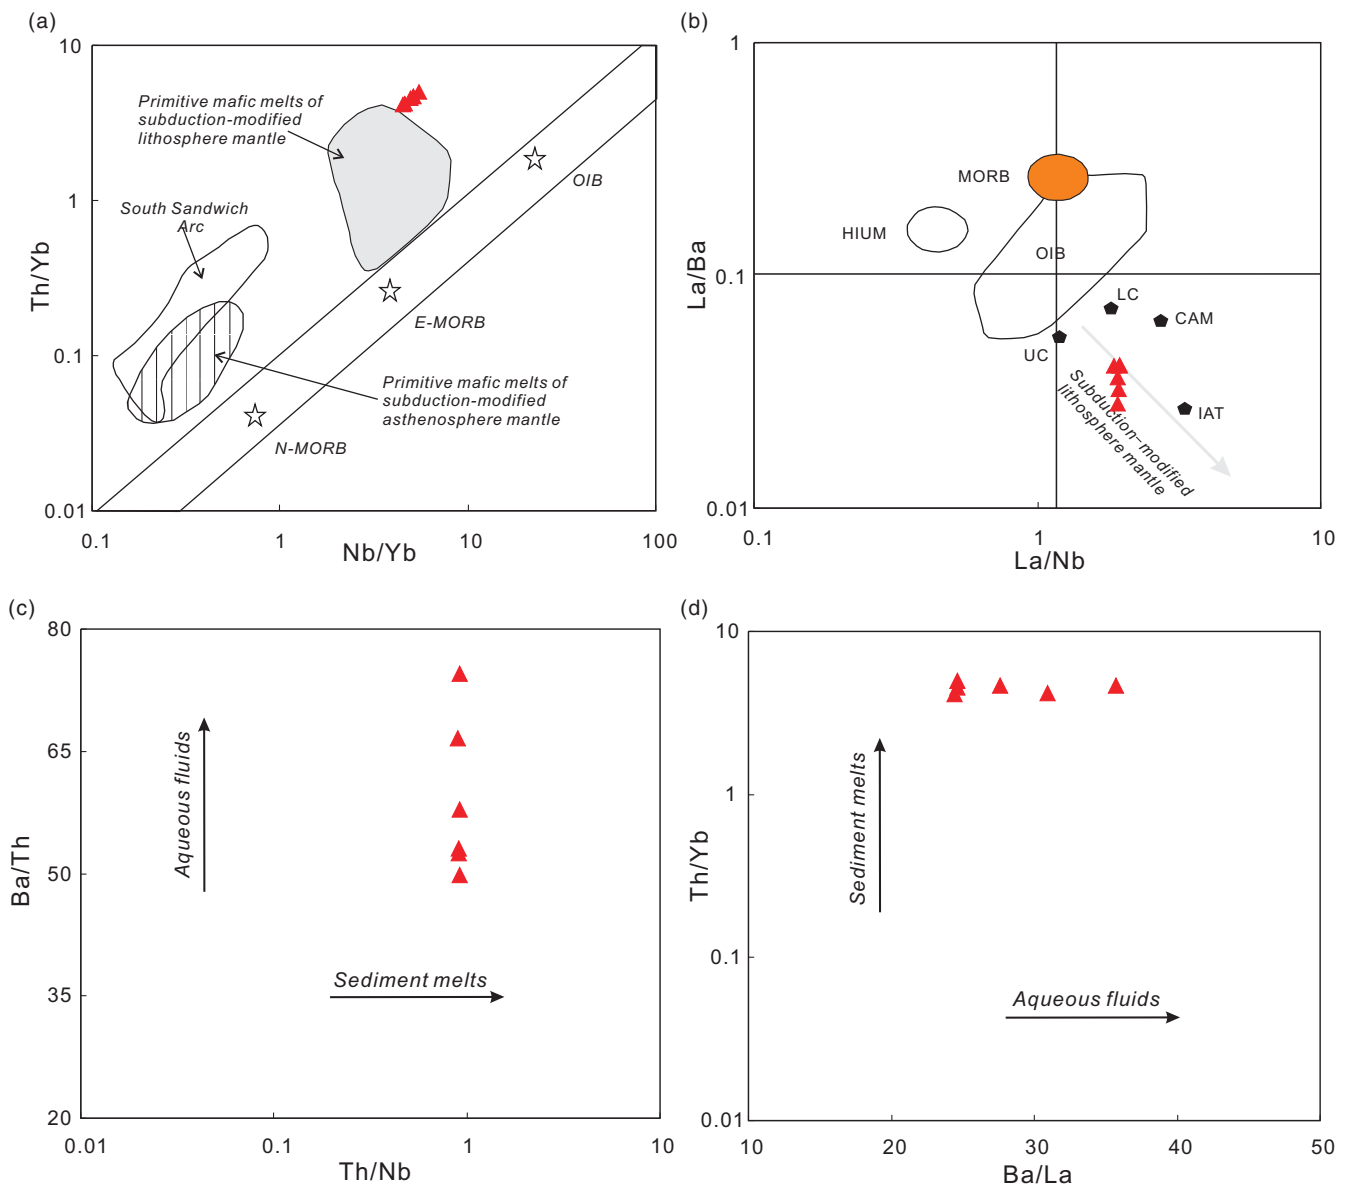 (a)
10
1
0.1
0.01
Th/Yb
Primitive mafic melts of
subduction-modified
lithosphere mantle
South Sandwich
Arc
OIB
E-MORB
Primitive mafic melts of
subduction-modified
asthenosphere mantle
N-MORB
0.1
1
10
100
Nb/Yb
(b)
1
0.1
0.01
La/Ba
MORB
HIUM
OIB
LC
CAM
UC
IAT
Subduction-modified
lithosphere mantle
0.1
1
10
La/Nb
(c)
80
65
50
35
20
Ba/Th
Aqueous fluids
Sediment melts
0.01
0.1
1
10
Th/Nb
(d)
10
1
0.1
0.01
Th/Yb
Sediment melts
Aqueous fluids
10
20
30
40
50
Ba/La